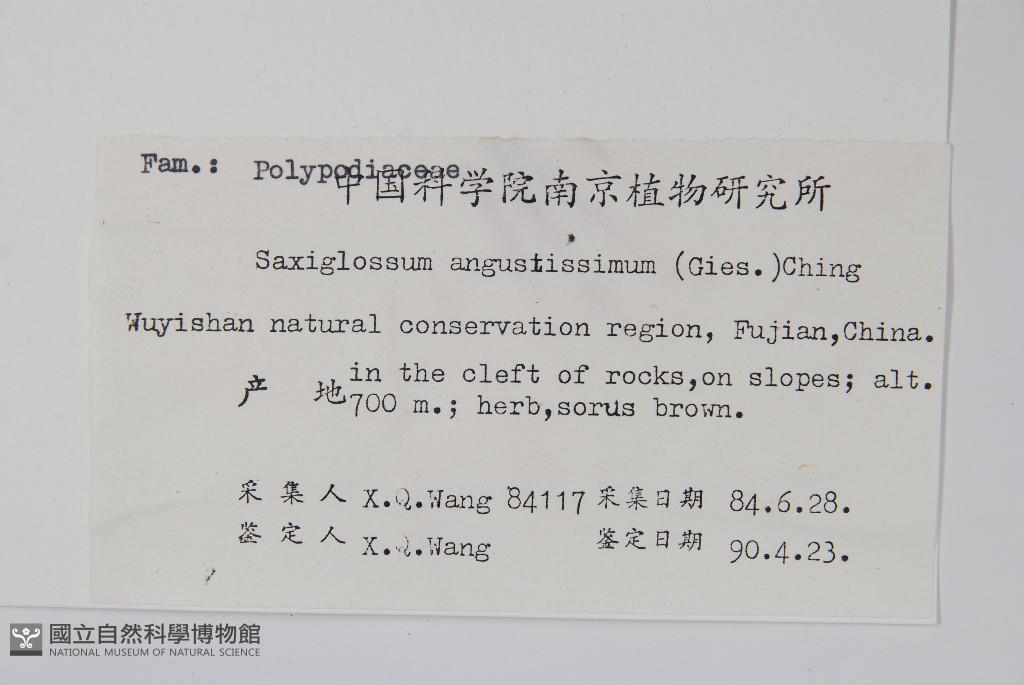 Fam.: Polypodiaceae
中国科学院南京植物研究所
Saxiglossum angustissimum (Gies.)Ching
Wuyishan natural conservation region, Fujian,China.
in the cleft of rocks,on slopes; alt.
产 地 700 m.; herb,sorus brown.
采 集 人 X.Q.Wang 84117 采集日期 84.6.28.
鉴 定 人 X.Q.Wang 鉴定日期 90.4.23.
國立自然科學博物館
NATIONAL MUSEUM OF NATURAL SCIENCE